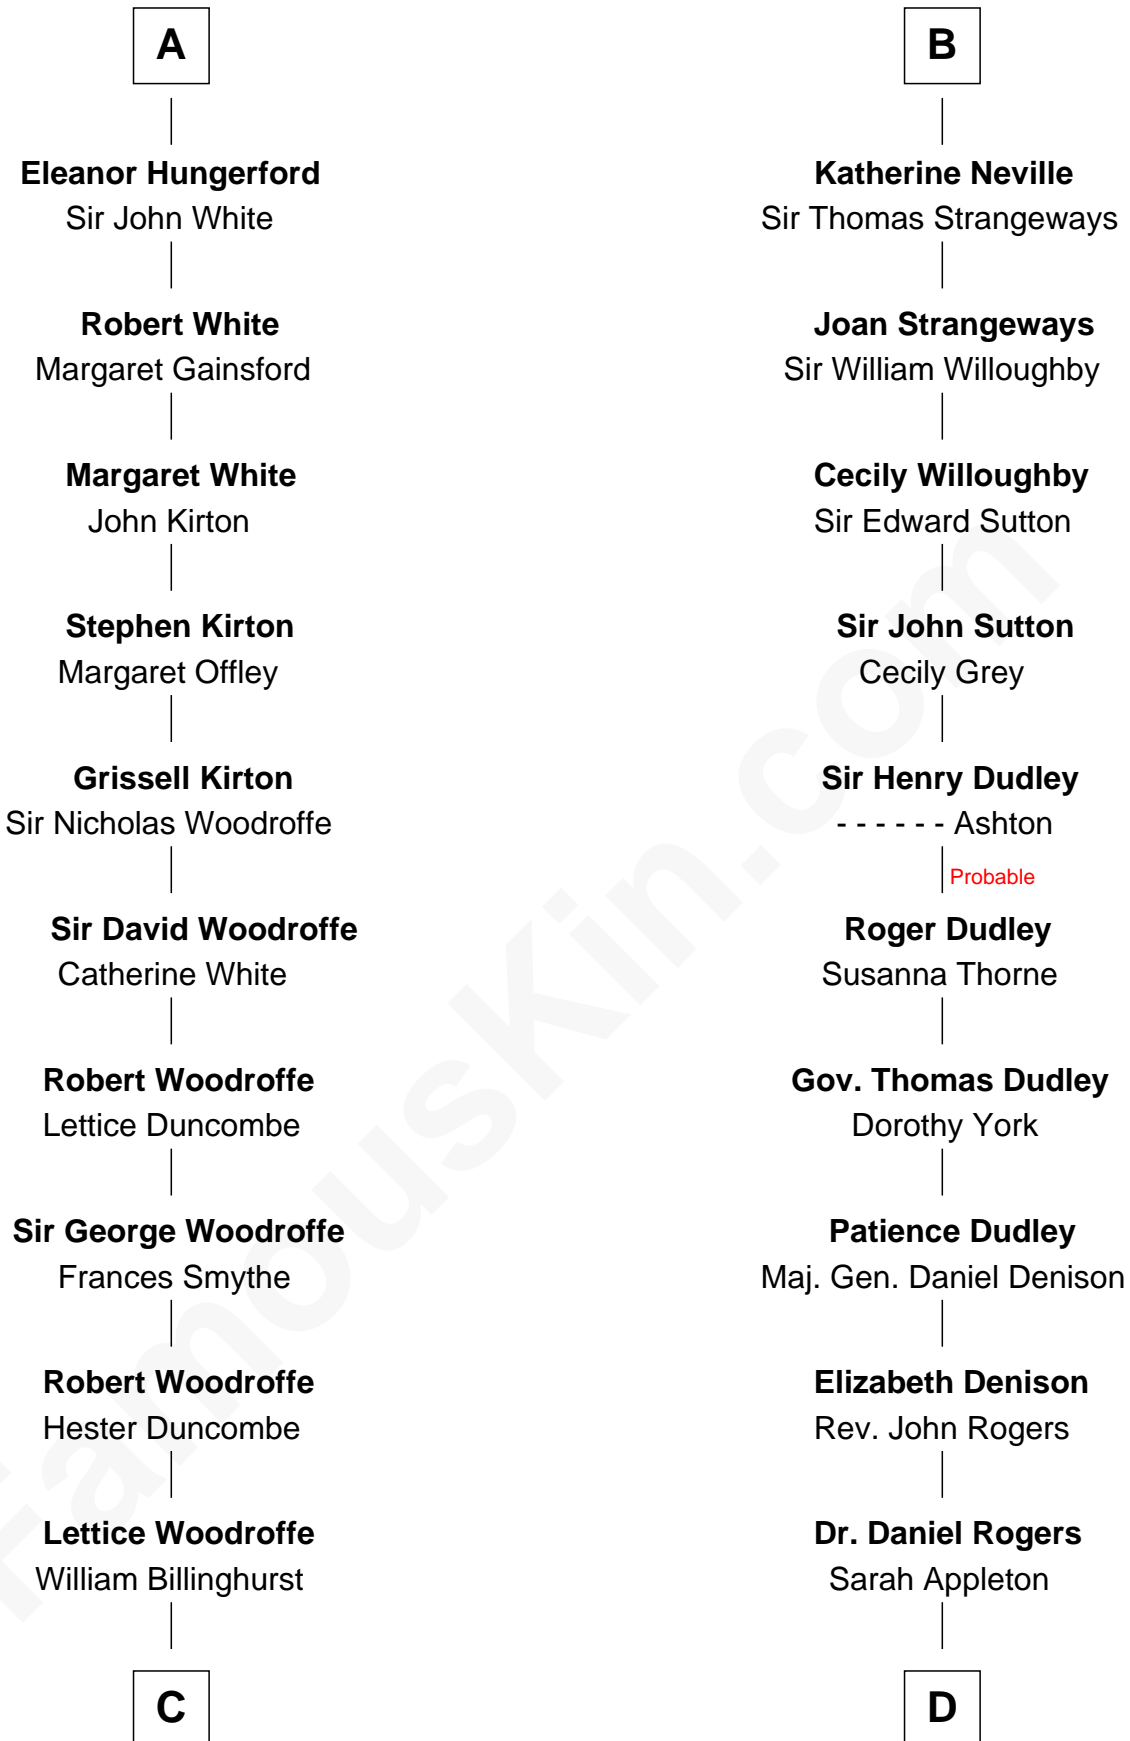 A
Eleanor Hungerford
Sir John White
Robert White
Margaret Gainsford
Margaret White
John Kirton
Stephen Kirton
Margaret Offley
Grissell Kirton
Sir Nicholas Woodroffe
Sir David Woodroffe
Catherine White
Robert Woodroffe
Lettice Duncombe
Sir George Woodroffe
Frances Smythe
Robert Woodroffe
Hester Duncombe
Lettice Woodroffe
William Billinghurst
C
B
Katherine Neville
Sir Thomas Strangeways
Joan Strangeways
Sir William Willoughby
Cecily Willoughby
Sir Edward Sutton
Sir John Sutton
Cecily Grey
Sir Henry Dudley
- - - - - - Ashton
Probable
Roger Dudley
Susanna Thorne
Gov. Thomas Dudley
Dorothy York
Patience Dudley
Maj. Gen. Daniel Denison
Elizabeth Denison
Rev. John Rogers
Dr. Daniel Rogers
Sarah Appleton
D
FamousKin.com